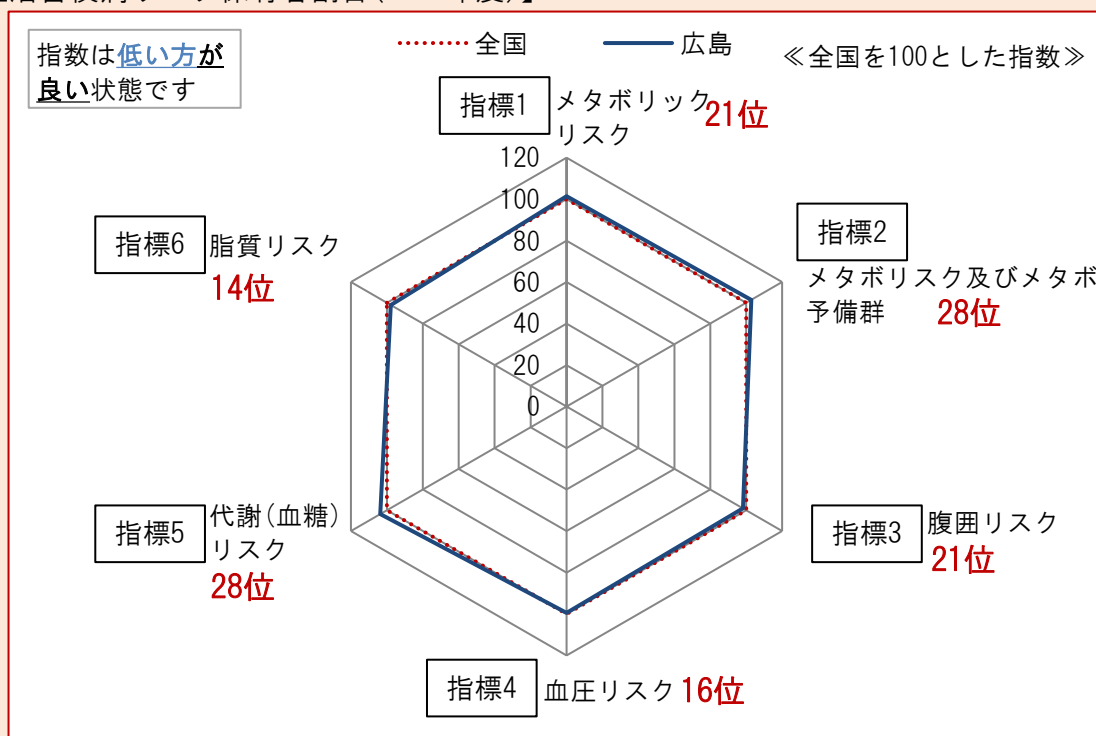 指数は低い方が
良い状態です
全国
広島
≪全国を100とした指数≫
指標1
メタボリック
リスク
21位
120
100
80
60
40
20
0
指標6
脂質リスク
14位
指標2
メタボリスク及びメタボ
予備群
28位
指標5
代謝(血糖)
リスク
28位
指標3
腹囲リスク
21位
指標4
血圧リスク
16位